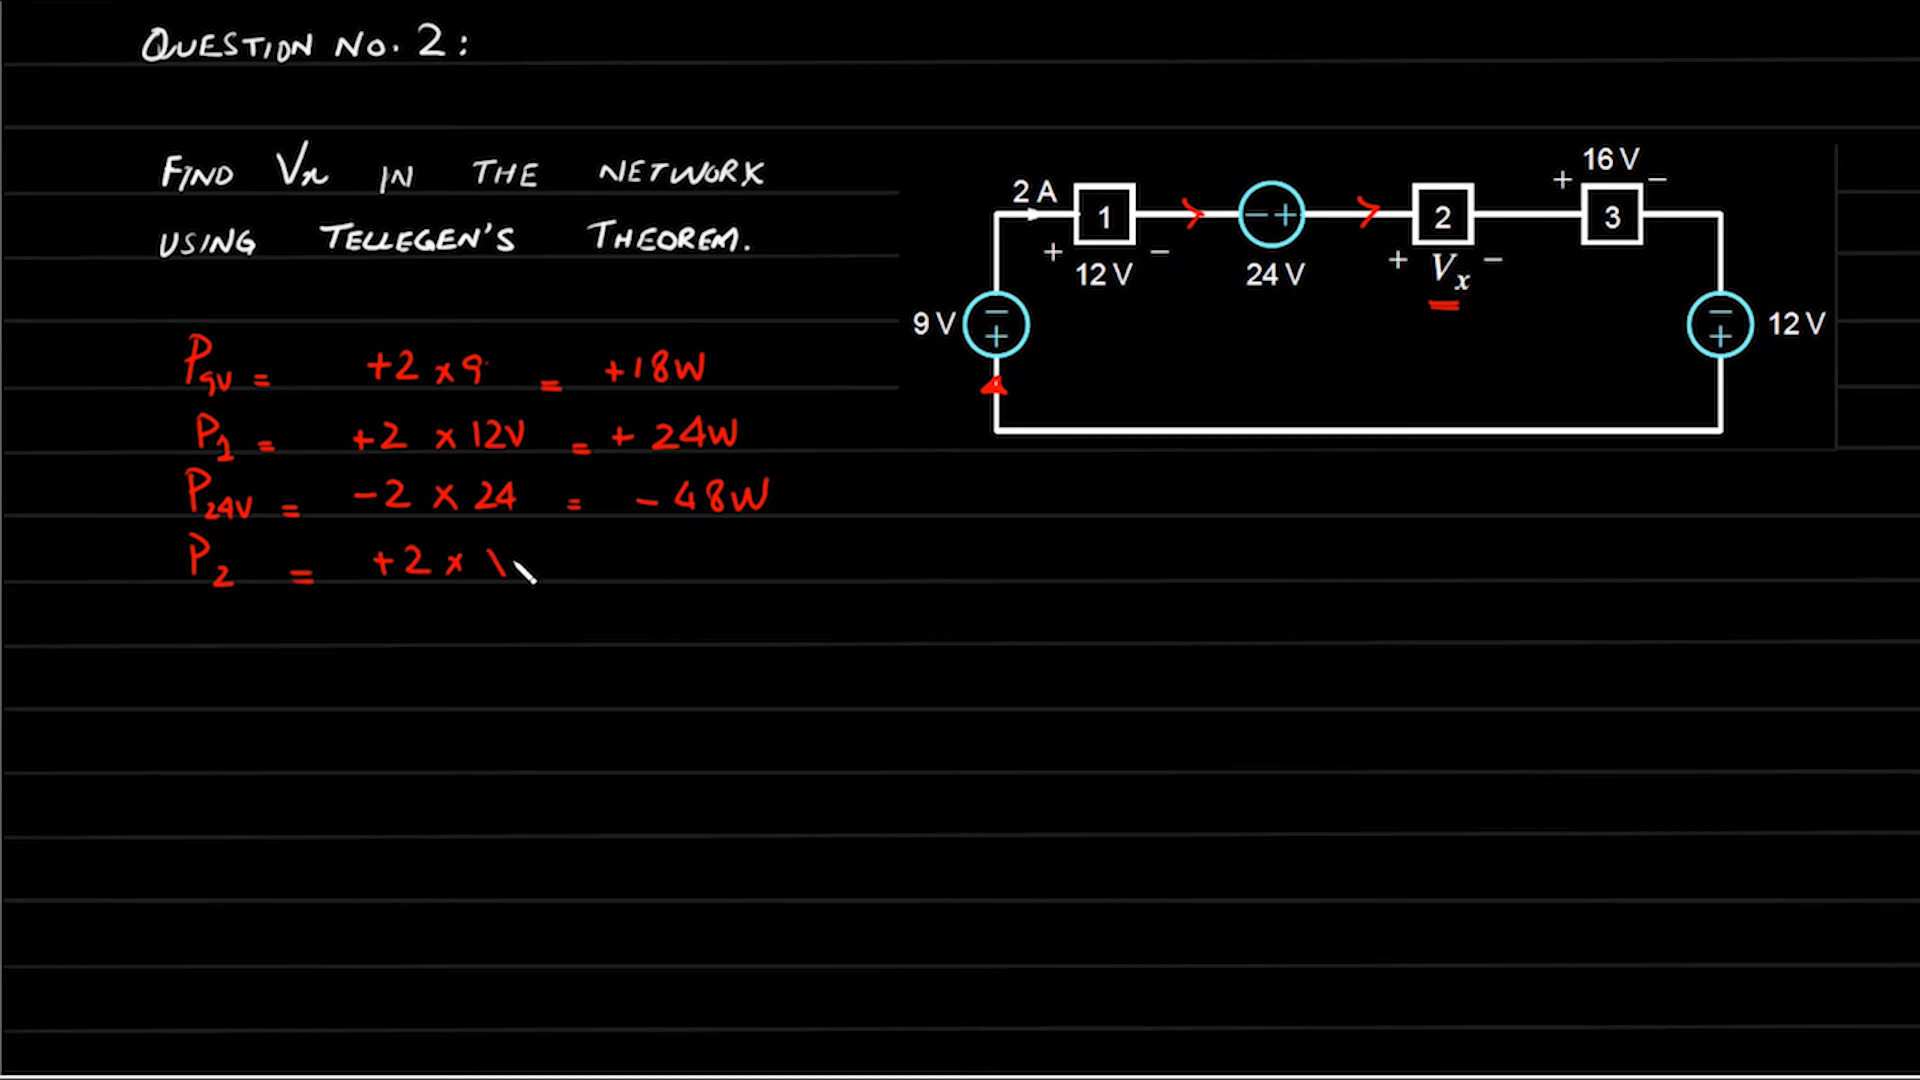 QUESTION No. 2:
FIND Vx IN THE NETWORK
USING TELLEGEN'S THEOREM.
P9V = +2 × 9 = +18W
P1 = +2 × 12V = + 24W
P24V = -2 × 24 = - 48W
P2 = +2 ×
16 V
+ -
2 A
1
- +
2
3
+ -
12 V
24 V
+ Vx -
9 V
-
+
-
+
12 V